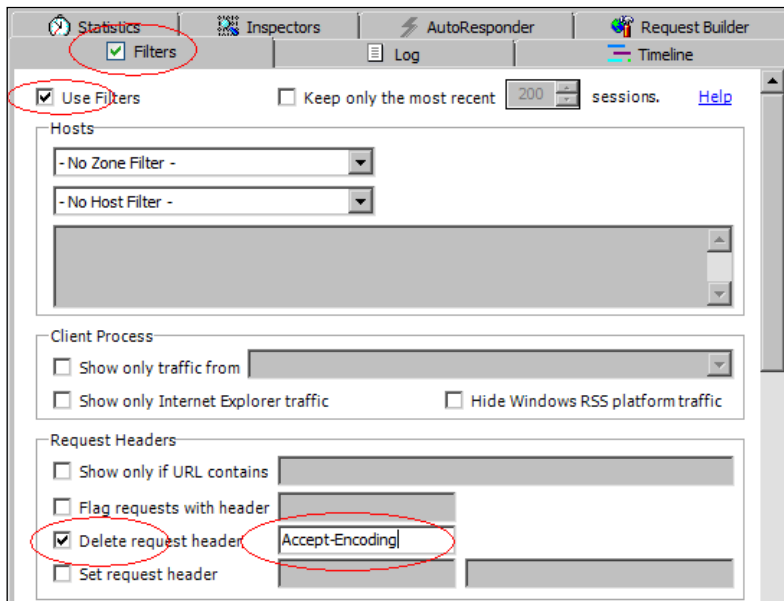 Statistics Inspectors AutoResponder Request Builder
Filters Log Timeline
Use Filters Keep only the most recent 200 sessions. Help
Hosts
- No Zone Filter -
- No Host Filter -
Client Process
Show only traffic from
Show only Internet Explorer traffic Hide Windows RSS platform traffic
Request Headers
Show only if URL contains
Flag requests with header
Delete request header Accept-Encoding
Set request header